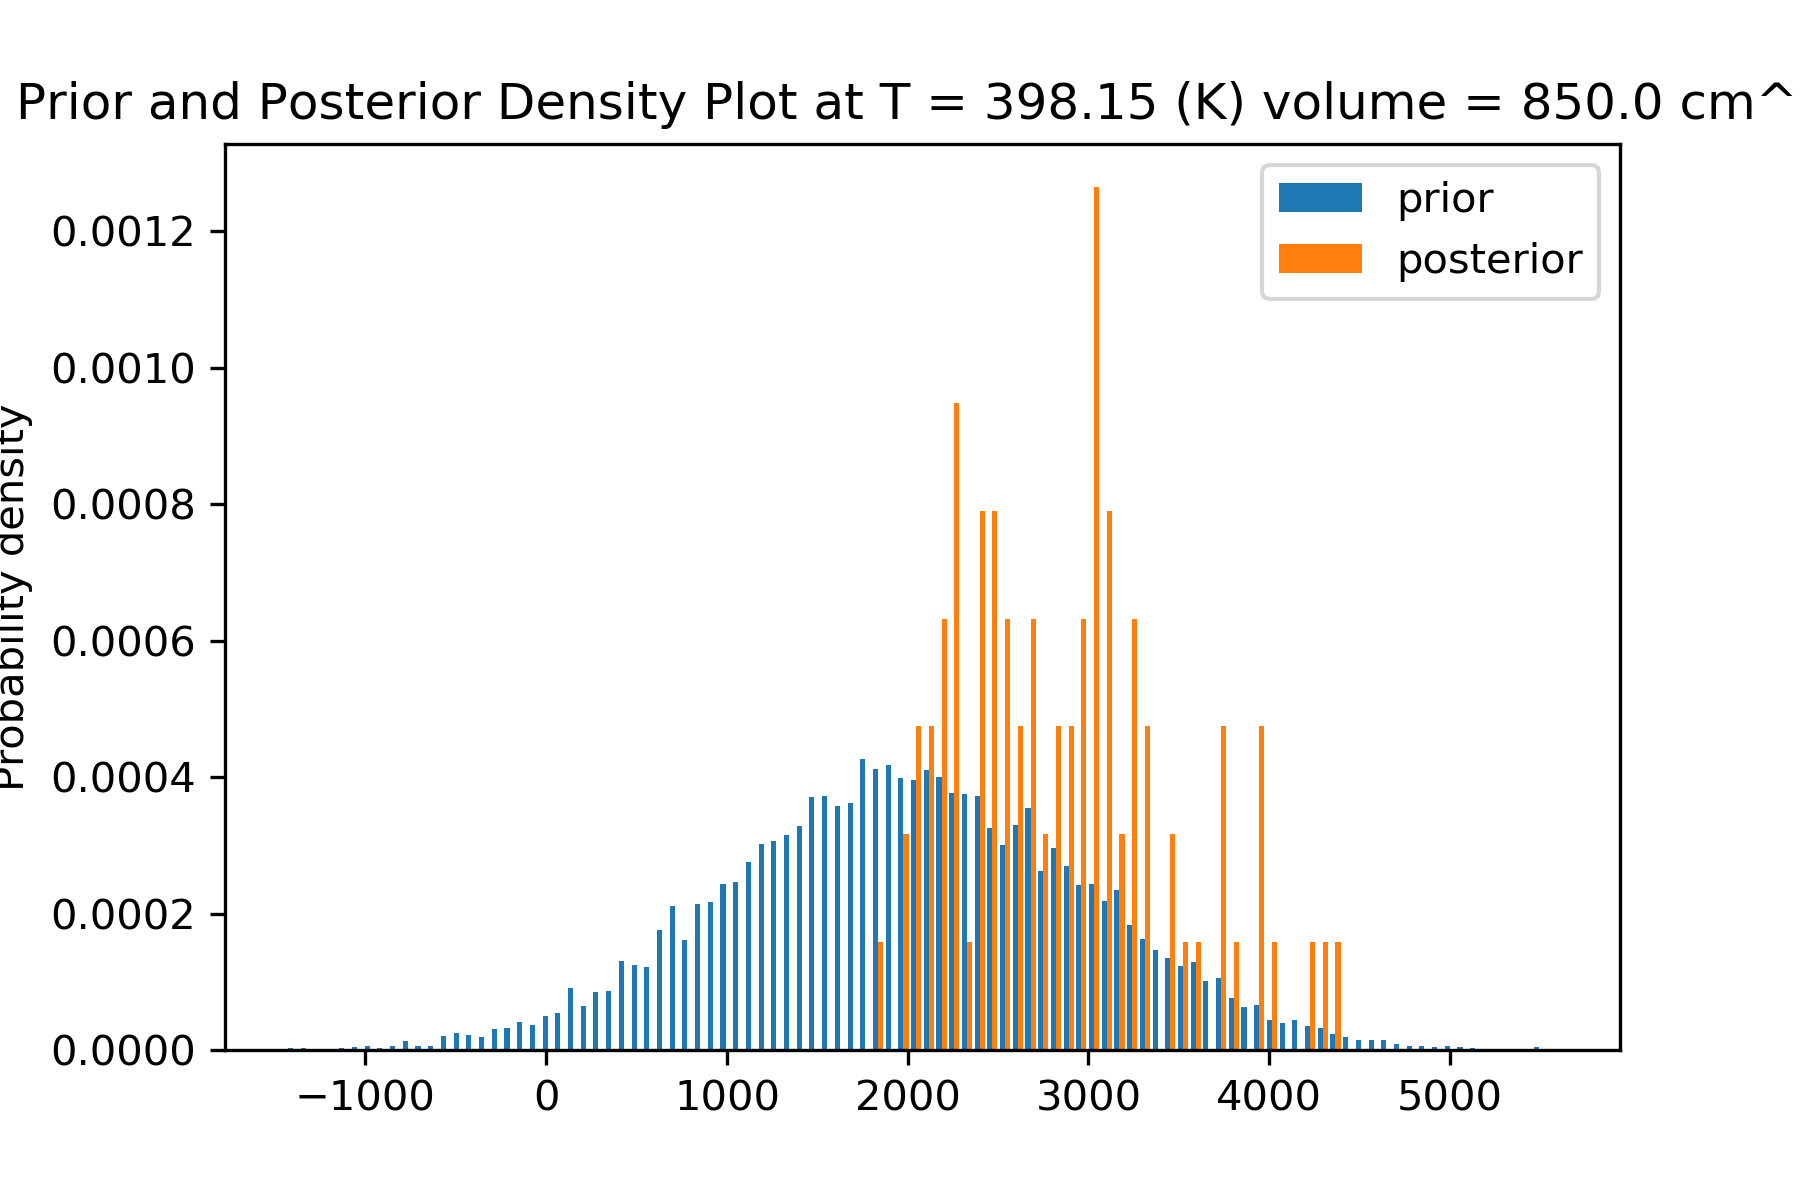 Prior and Posterior Density Plot at T = 398.15 (K) volume = 850.0 cm^
prior
posterior
Probability density
0.0012
0.0010
0.0008
0.0006
0.0004
0.0002
0.0000
−1000 0 1000 2000 3000 4000 5000